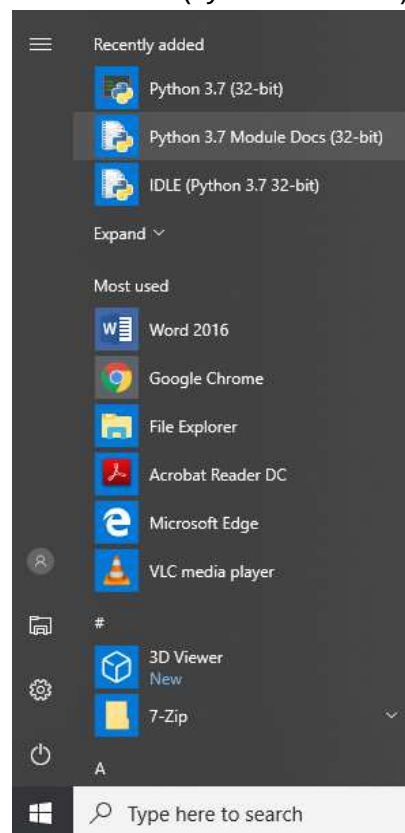 Recently added
Python 3.7 (32-bit)
Python 3.7 Module Docs (32-bit)
IDLE (Python 3.7 32-bit)
Expand
Most used
Word 2016
Google Chrome
File Explorer
Acrobat Reader DC
Microsoft Edge
VLC media player
#
3D Viewer
New
7-Zip
A
Type here to search